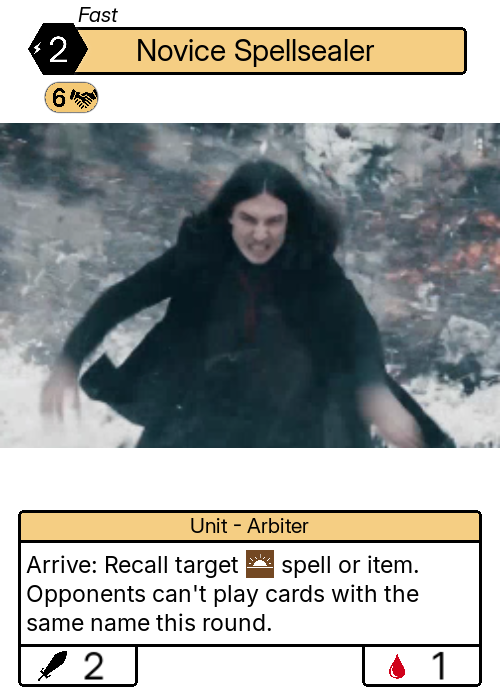 Fast
2 Novice Spellsealer
6
Unit - Arbiter
Arrive: Recall target spell or item.
Opponents can't play cards with the
same name this round.
2 1